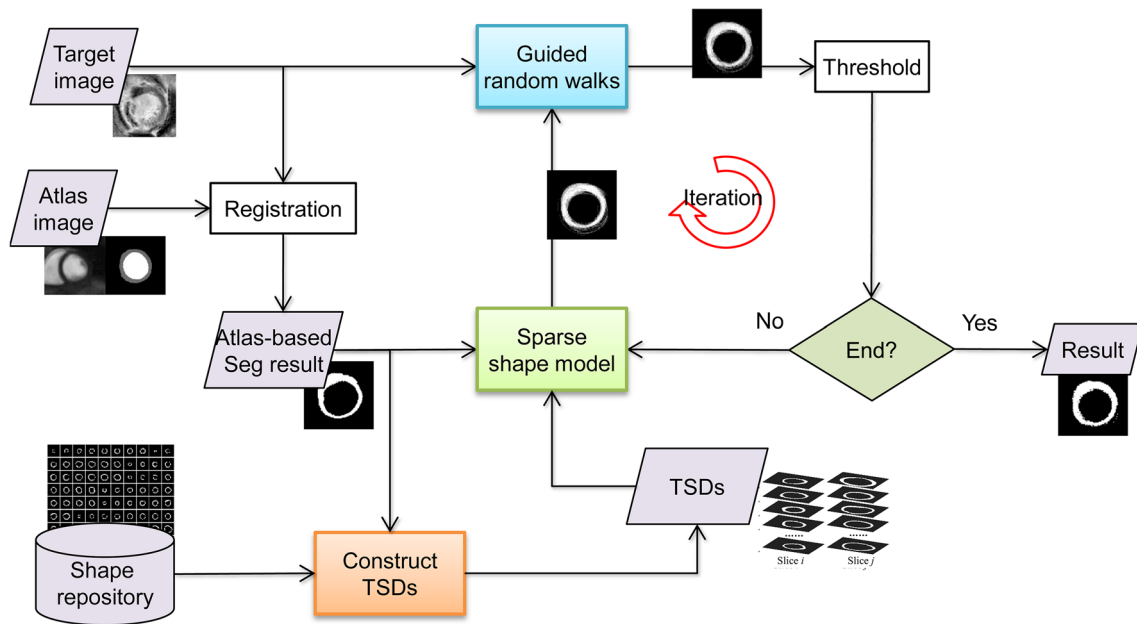 Target
image
Guided
random walks
Threshold
Atlas
image
Registration
Iteration
Atlas-based
Seg result
Sparse
shape model
No
End?
Yes
Result
TSDs
......
......
Slice i
Slice j
Shape
repository
Construct
TSDs